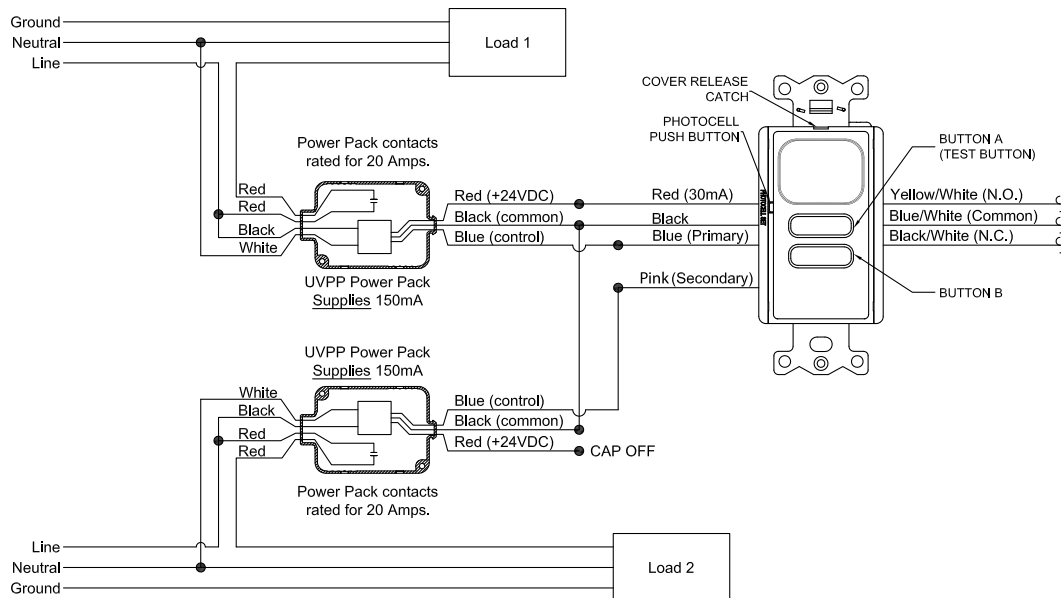 Ground
Neutral
Line
Load 1
COVER RELEASE
CATCH
PHOTOCELL
PUSH BUTTON
BUTTON A
(TEST BUTTON)
Power Pack contacts
rated for 20 Amps.
Red
Red
Black
White
Red (+24VDC)
Black (common)
Blue (control)
Red (30mA)
Black
Blue (Primary)
Pink (Secondary)
PHOTOCELL SET
Yellow/White (N.O.)
Blue/White (Common)
Black/White (N.C.)
BUTTON B
UVPP Power Pack
Supplies 150mA
UVPP Power Pack
Supplies 150mA
White
Black
Red
Red
Blue (control)
Black (common)
Red (+24VDC)
CAP OFF
Power Pack contacts
rated for 20 Amps.
Line
Neutral
Ground
Load 2